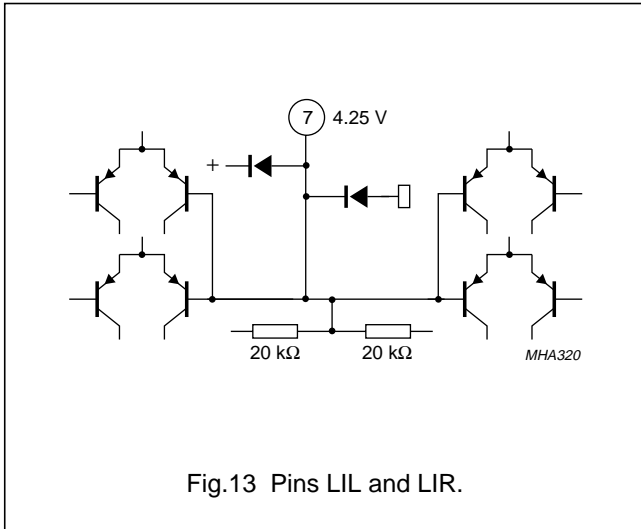 7 4.25 V
+
20 kΩ 20 kΩ
MHA320
Fig.13 Pins LIL and LIR.